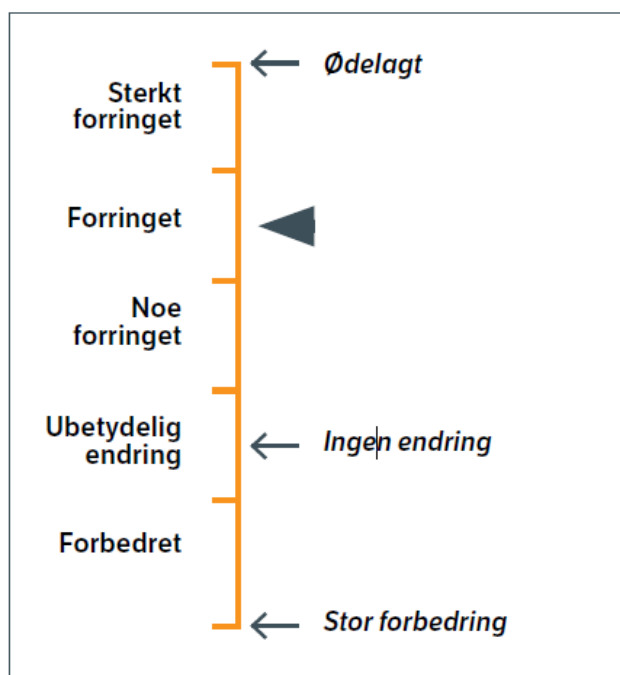 Ødelagt
Sterkt
forringet
Forringet
Noe
forringet
Ubetydelig
endring
Ingen endring
Forbedret
Stor forbedring